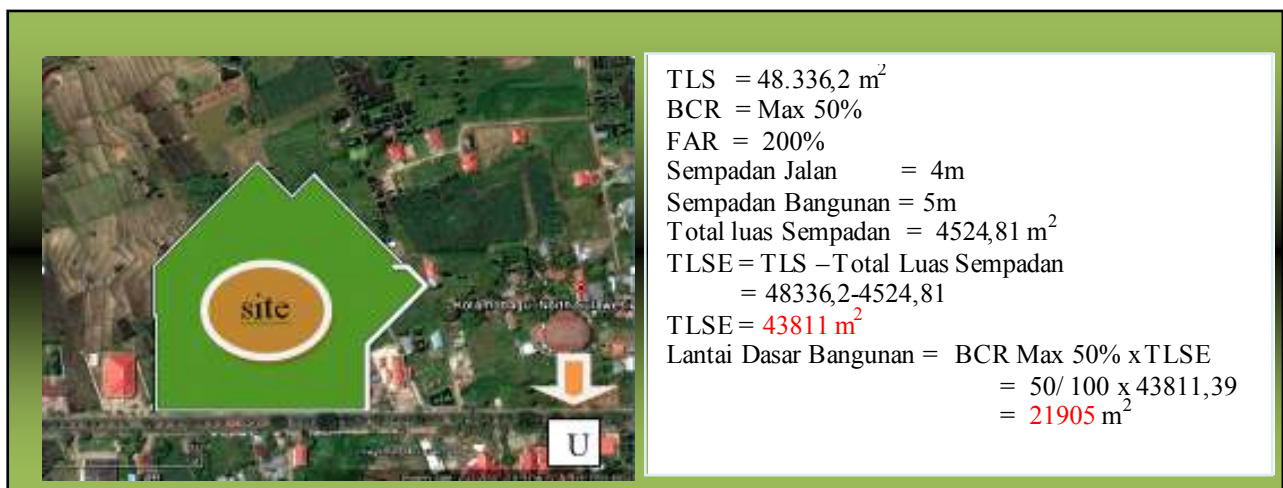 site
U
TLS = 48.336,2 m²
BCR = Max 50%
FAR = 200%
Sempadan Jalan = 4m
Sempadan Bangunan = 5m
Total luas Sempadan = 4524,81 m²
TLSE = TLS – Total Luas Sempadan
= 48336,2-4524,81
TLSE = 43811 m²
Lantai Dasar Bangunan = BCR Max 50% x TLSE
= 50/ 100 x 43811,39
= 21905 m²